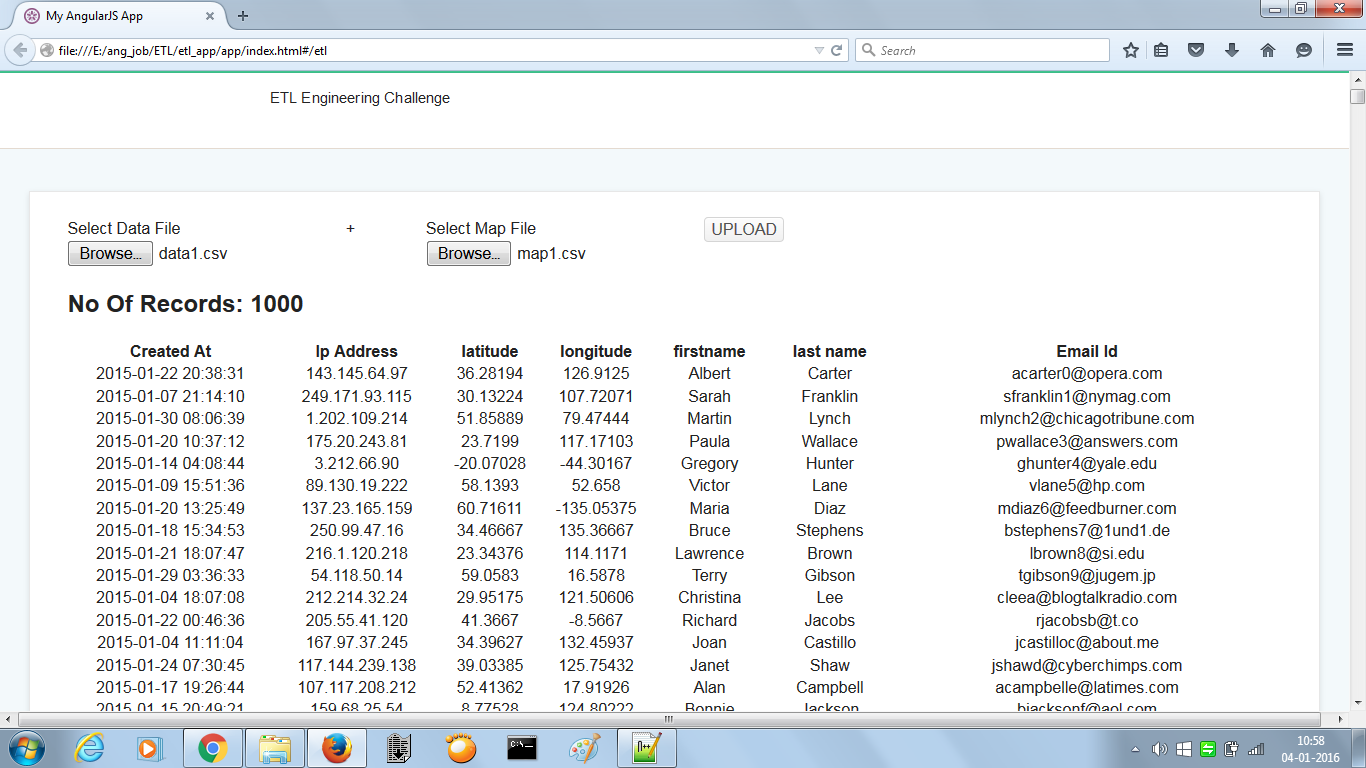 My AngularJS App
file:///E:/ang_job/ETL/etl_app/app/index.html#/etl
Search
ETL Engineering Challenge
Select Data File + Select Map File UPLOAD
Browse... data1.csv Browse... map1.csv
No Of Records: 1000
Created At Ip Address latitude longitude firstname last name Email Id
2015-01-22 20:38:31 143.145.64.97 36.28194 126.9125 Albert Carter acarter0@opera.com
2015-01-07 21:14:10 249.171.93.115 30.13224 107.72071 Sarah Franklin sfranklin1@nymag.com
2015-01-30 08:06:39 1.202.109.214 51.85889 79.47444 Martin Lynch mlynch2@chicagotribune.com
2015-01-20 10:37:12 175.20.243.81 23.7199 117.17103 Paula Wallace pwallace3@answers.com
2015-01-14 04:08:44 3.212.66.90 -20.07028 -44.30167 Gregory Hunter ghunter4@yale.edu
2015-01-09 15:51:36 89.130.19.222 58.1393 52.658 Victor Lane vlane5@hp.com
2015-01-20 13:25:49 137.23.165.159 60.71611 -135.05375 Maria Diaz mdiaz6@feedburner.com
2015-01-18 15:34:53 250.99.47.16 34.46667 135.36667 Bruce Stephens bstephens7@1und1.de
2015-01-21 18:07:47 216.1.120.218 23.34376 114.1171 Lawrence Brown lbrown8@si.edu
2015-01-29 03:36:33 54.118.50.14 59.0583 16.5878 Terry Gibson tgibson9@jugem.jp
2015-01-04 18:07:08 212.214.32.24 29.95175 121.50606 Christina Lee cleea@blogtalkradio.com
2015-01-22 00:46:36 205.55.41.120 41.3667 -8.5667 Richard Jacobs rjacobsb@t.co
2015-01-04 11:11:04 167.97.37.245 34.39627 132.45937 Joan Castillo jcastilloc@about.me
2015-01-24 07:30:45 117.144.239.138 39.03385 125.75432 Janet Shaw jshawd@cyberchimps.com
2015-01-17 19:26:44 107.117.208.212 52.41362 17.91926 Alan Campbell acampbelle@latimes.com
2015-01-15 20:49:21 159.68.25.54 8.77528 124.80222 Bonnie Jackson bjacksonf@aol.com
10:58
04-01-2016